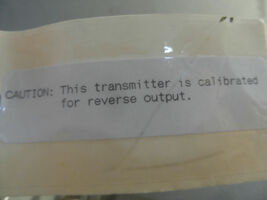 CAUTION: This transmitter is calibrated
for reverse output.